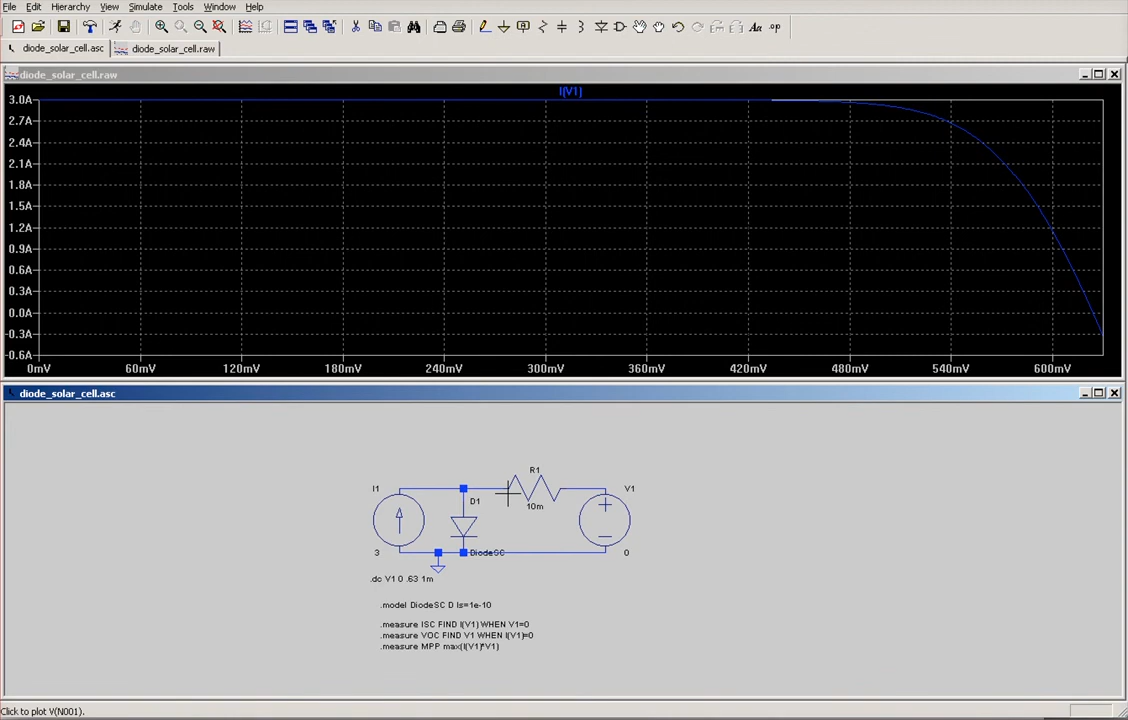 File Edit Hierarchy View Simulate Tools Window Help
Aa .op
diode_solar_cell.asc diode_solar_cell.raw
diode_solar_cell.raw
I(V1)
3.0A
2.7A
2.4A
2.1A
1.8A
1.5A
1.2A
0.9A
0.6A
0.3A
0.0A
-0.3A
-0.6A
0mV 60mV 120mV 180mV 240mV 300mV 360mV 420mV 480mV 540mV 600mV
diode_solar_cell.asc
R1
I1 V1
D1
10m
3 DiodeSC 0
.dc V1 0 .63 1m
.model DiodeSC D Is=1e-10
.measure ISC FIND I(V1) WHEN V1=0
.measure VOC FIND V1 WHEN I(V1)=0
.measure MPP max(I(V1)*V1)
Click to plot V(N001).